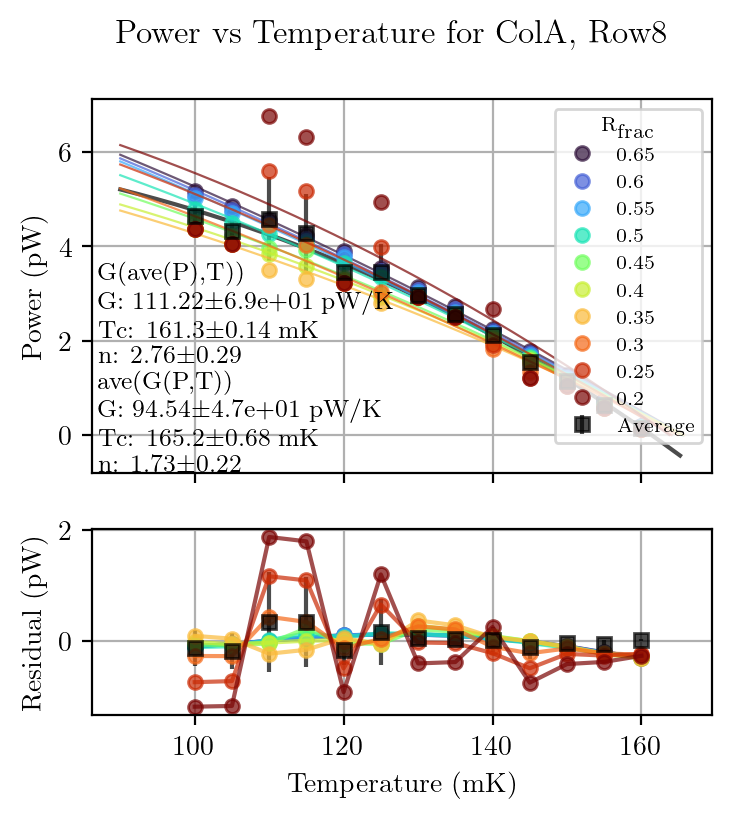 Power vs Temperature for ColA, Row8
Power (pW)
6
4
2
0
R_frac
0.65
0.6
0.55
0.5
0.45
0.4
0.35
0.3
0.25
0.2
Average
G(ave(P),T))
G: 111.22±6.9e+01 pW/K
Tc: 161.3±0.14 mK
n: 2.76±0.29
ave(G(P,T))
G: 94.54±4.7e+01 pW/K
Tc: 165.2±0.68 mK
n: 1.73±0.22
Residual (pW)
2
0
100
120
140
160
Temperature (mK)